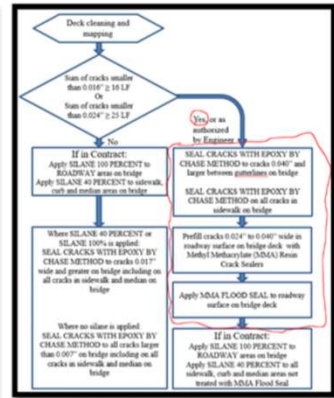 Deck cleaning and
mapping
Sum of cracks smaller
than 0.016" ≥ 16 LF
Or
Sum of cracks smaller
than 0.024" ≥ 25 LF
Yes, or as
authorized
by Engineer
No
If in Contract:
Apply SILANE 100 PERCENT to
ROADWAY areas on bridge
Apply SILANE 40 PERCENT to sidewalk,
curb and median areas on bridge
Where SILANE 40 PERCENT or
SILANE 100% is applied:
SEAL CRACKS WITH EPOXY BY
CHASE METHOD to cracks 0.017"
wide and greater on bridge including on
all cracks in sidewalk and median on
bridge
Where no silane is applied:
SEAL CRACKS WITH EPOXY BY
CHASE METHOD to all cracks larger
than 0.007" on bridge including on all
cracks in sidewalk and median on
bridge
SEAL CRACKS WITH EPOXY BY
CHASE METHOD to cracks 0.040" and
larger between gutterlines on bridge
SEAL CRACKS WITH EPOXY BY
CHASE METHOD on all cracks in
sidewalk on bridge
Prefill cracks 0.024" to 0.040" wide in
roadway surface on bridge deck with
Methyl Methacrylate (MMA) Resin
Crack Sealers
Apply MMA FLOOD SEAL to roadway
surface on bridge deck
If in Contract:
Apply SILANE 100 PERCENT to
ROADWAY areas on bridge
Apply SILANE 40 PERCENT to all
sidewalk, curb and median areas not
treated with MMA Flood Seal